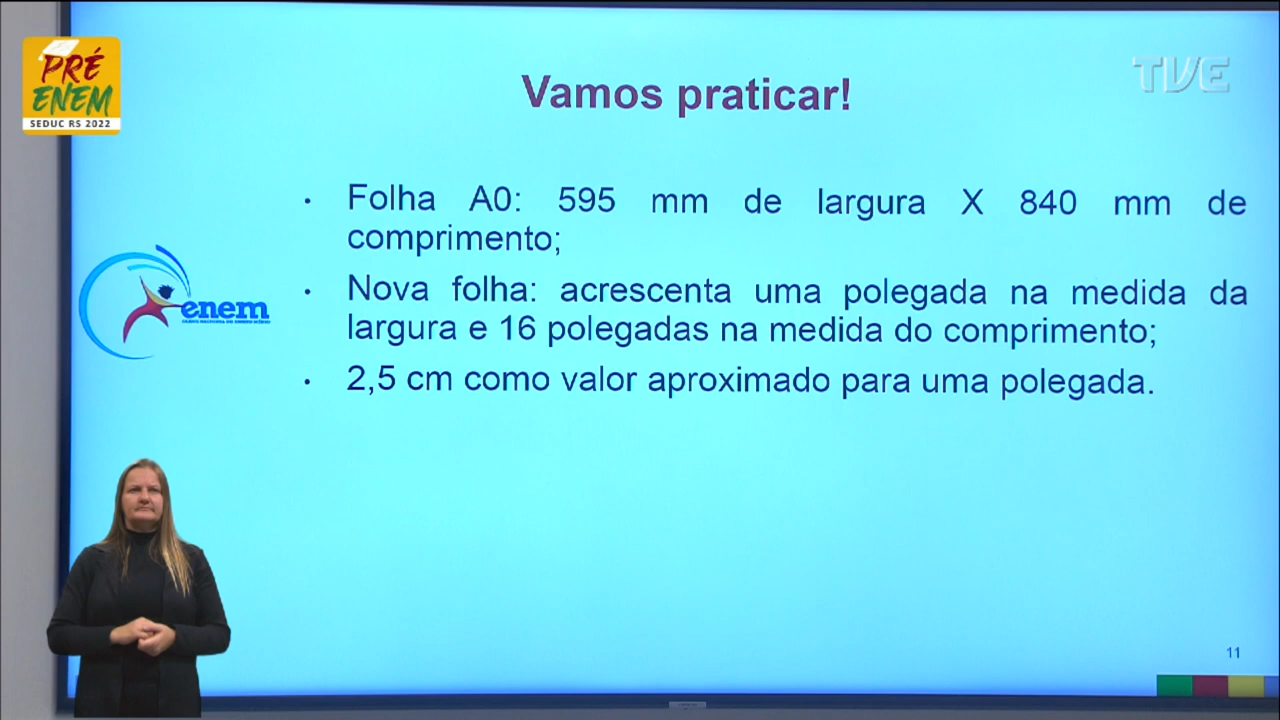 PRÉ
ENEM
SEDUC RS 2022
TVE
Vamos praticar!
• Folha A0: 595 mm de largura X 840 mm de
comprimento;
• Nova folha: acrescenta uma polegada na medida da
largura e 16 polegadas na medida do comprimento;
• 2,5 cm como valor aproximado para uma polegada.
enem
11